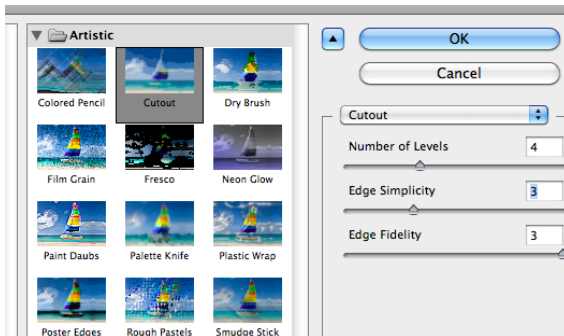 Artistic
Colored Pencil
Cutout
Dry Brush
Film Grain
Fresco
Neon Glow
Paint Daubs
Palette Knife
Plastic Wrap
Poster Edges
Rough Pastels
Smudge Stick
OK
Cancel
Cutout
Number of Levels 4
Edge Simplicity 3
Edge Fidelity 3